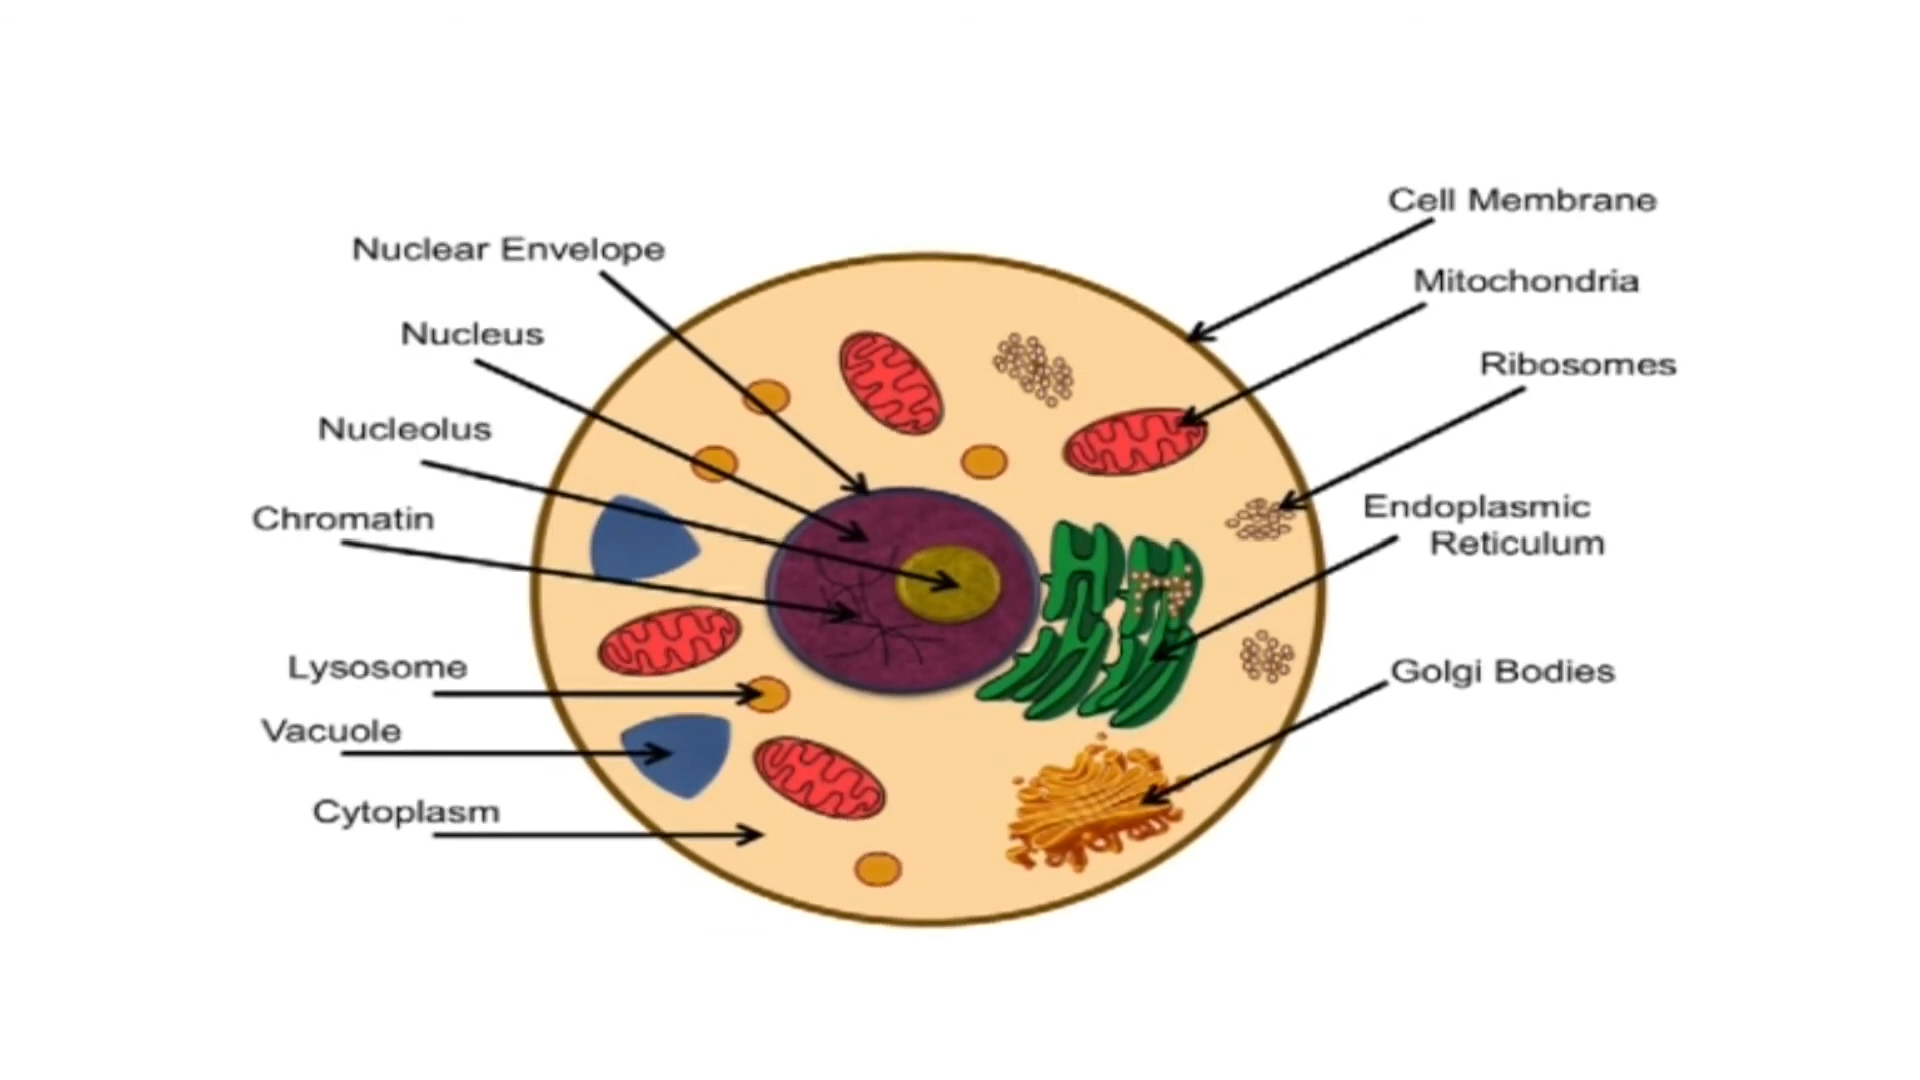 Cell Membrane
Nuclear Envelope
Mitochondria
Nucleus
Ribosomes
Nucleolus
Endoplasmic
Reticulum
Chromatin
Lysosome
Golgi Bodies
Vacuole
Cytoplasm